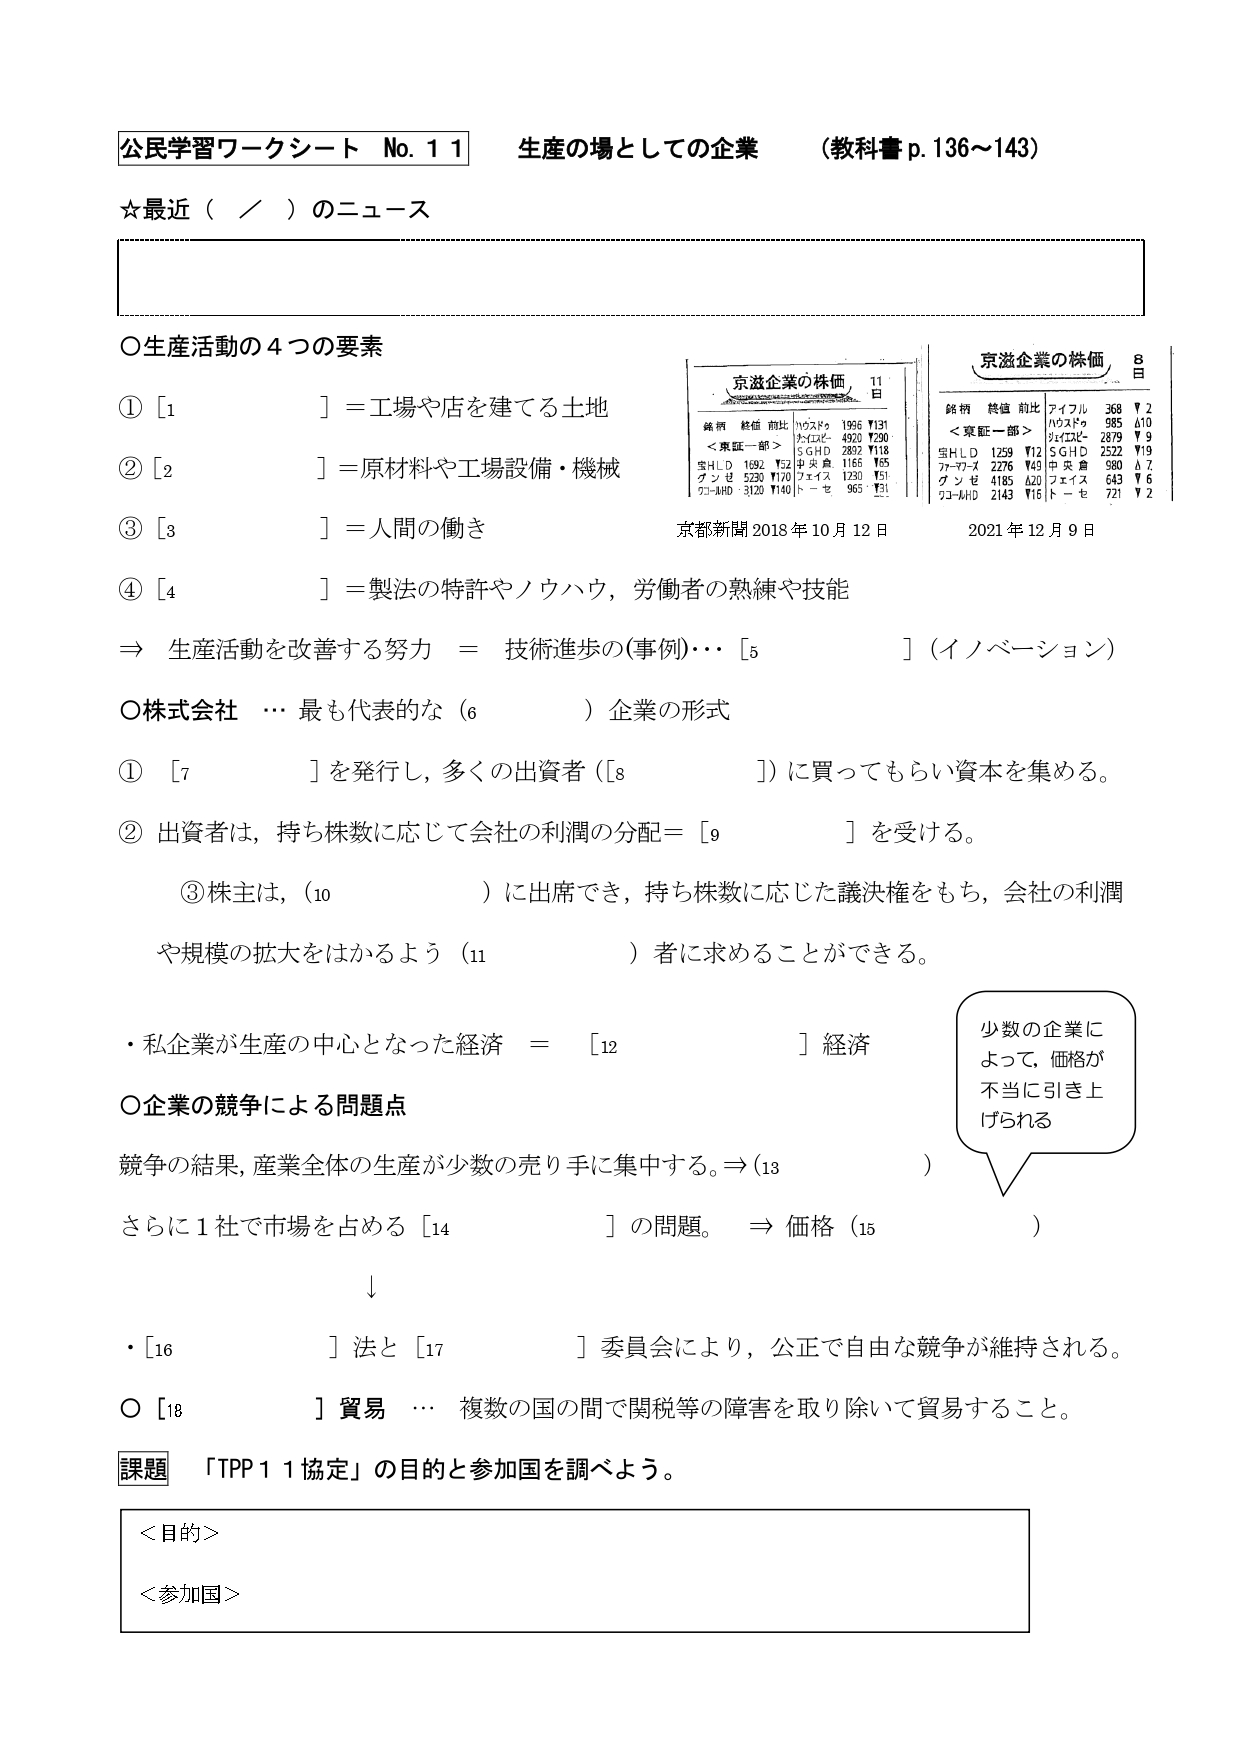 公民学習ワークシート　No.１１　　生産の場としての企業　　（教科書 p.136～143）
☆最近（　／　）のニュース
〇生産活動の４つの要素
①［1　　　　　　］＝工場や店を建てる土地
②［2　　　　　　］＝原材料や工場設備・機械
③［3　　　　　　］＝人間の働き
④［4　　　　　　］＝製法の特許やノウハウ，労働者の熟練や技能
京滋企業の株価　11日
銘柄　終値　前比
＜東証一部＞
宝ＨＬＤ　1692　▼52
グンゼ　5230　▼170
ワコールHD　3120　▼140
ハウスドゥ　1996　▼131
4920　▼290
ＳＧＨＤ　2892　▼118
中央倉　1166　▼65
フェイス　1230　▼51
トーセ　965　▼31
京都新聞 2018 年 10 月 12 日
京滋企業の株価　8日
銘柄　終値　前比
＜東証一部＞
宝ＨＬＤ　1259　▼12
ファーマフーズ　2276　▼49
グンゼ　4185　△20
ワコールHD　2143　▼16
アイフル　368　▼2
ハウスドゥ　985　△10
ジェイエスビー　2879　▼9
ＳＧＨＤ　2522　▼19
中央倉　980　△7
フェイス　643　▼6
トーセ　721　▼2
2021 年 12 月 9 日
⇒　生産活動を改善する努力　＝　技術進歩の(事例)･･･［5　　　　　　］（イノベーション）
〇株式会社　… 最も代表的な（6　　　　　）企業の形式
①　［7　　　　　］を発行し，多くの出資者（［8　　　　　　］）に買ってもらい資本を集める。
② 出資者は，持ち株数に応じて会社の利潤の分配＝［9　　　　　　］を受ける。
③株主は，（10　　　　　　　）に出席でき，持ち株数に応じた議決権をもち，会社の利潤
や規模の拡大をはかるよう（11　　　　　　）者に求めることができる。
・私企業が生産の中心となった経済　＝　［12　　　　　　　　］経済
少数の企業に
よって，価格が
不当に引き上
げられる
〇企業の競争による問題点
競争の結果，産業全体の生産が少数の売り手に集中する。⇒（13　　　　　　）
さらに１社で市場を占める［14　　　　　　　］の問題。　⇒ 価格（15　　　　　　　）
↓
・［16　　　　　　　］法と［17　　　　　　］委員会により，公正で自由な競争が維持される。
〇［18　　　　　　］貿易　…　複数の国の間で関税等の障害を取り除いて貿易すること。
課題　「TPP１１協定」の目的と参加国を調べよう。
＜目的＞
＜参加国＞